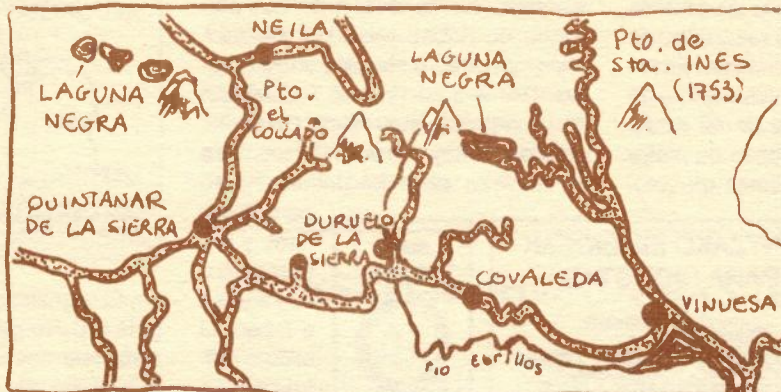 NEILA
LAGUNA
NEGRA
Pto.
el
COLLADO
LAGUNA
NEGRA
Pto. de
Sta. INES
(1753)
QUINTANAR
DE LA SIERRA
DURUELO
DE LA
SIERRA
COVALEDA
VINUESA
rio Ebrillos